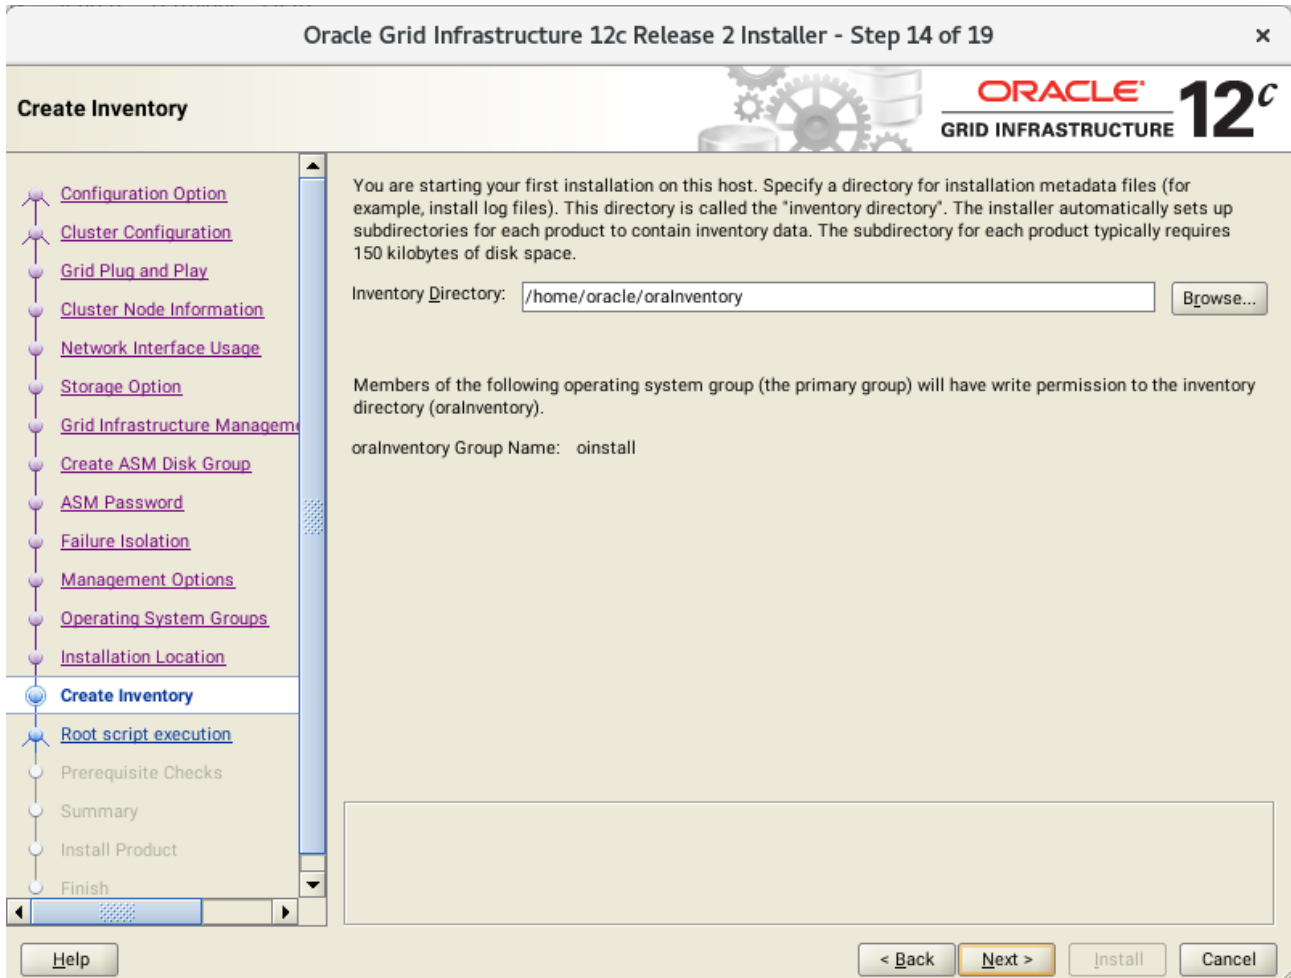 Oracle Grid Infrastructure 12c Release 2 Installer - Step 14 of 19
Create Inventory
ORACLE
GRID INFRASTRUCTURE
12c
Configuration Option
Cluster Configuration
Grid Plug and Play
Cluster Node Information
Network Interface Usage
Storage Option
Grid Infrastructure Managem
Create ASM Disk Group
ASM Password
Failure Isolation
Management Options
Operating System Groups
Installation Location
Create Inventory
Root script execution
Prerequisite Checks
Summary
Install Product
Finish
You are starting your first installation on this host. Specify a directory for installation metadata files (for
example, install log files). This directory is called the "inventory directory". The installer automatically sets up
subdirectories for each product to contain inventory data. The subdirectory for each product typically requires
150 kilobytes of disk space.
Inventory Directory: /home/oracle/oraInventory Browse...
Members of the following operating system group (the primary group) will have write permission to the inventory
directory (oraInventory).
oraInventory Group Name: oinstall
Help < Back Next > Install Cancel